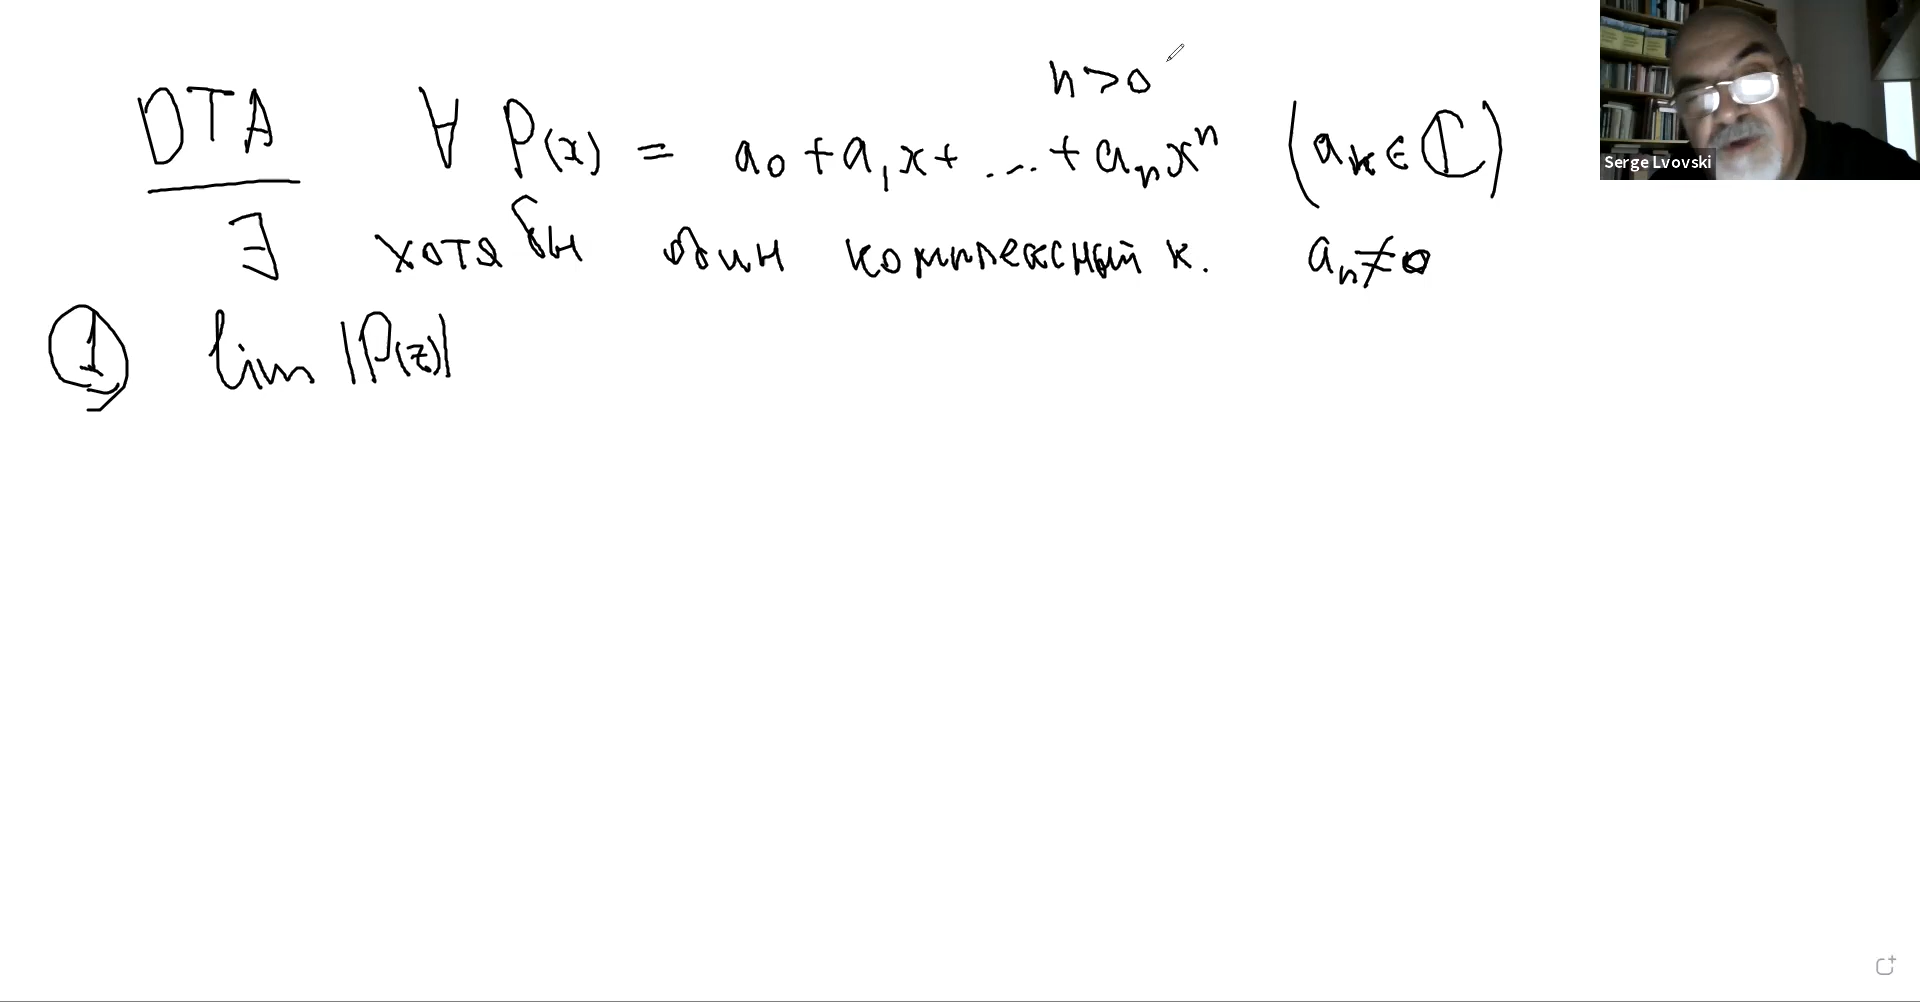 n>0
ОТА ∀ P(x) = a₀ + a₁x + ... + aₙxⁿ (aₖ ∈ ℂ)
∃ хотя бы один комплексный к. aₙ ≠ 0
① lim |P(z)|
Serge Lvovski